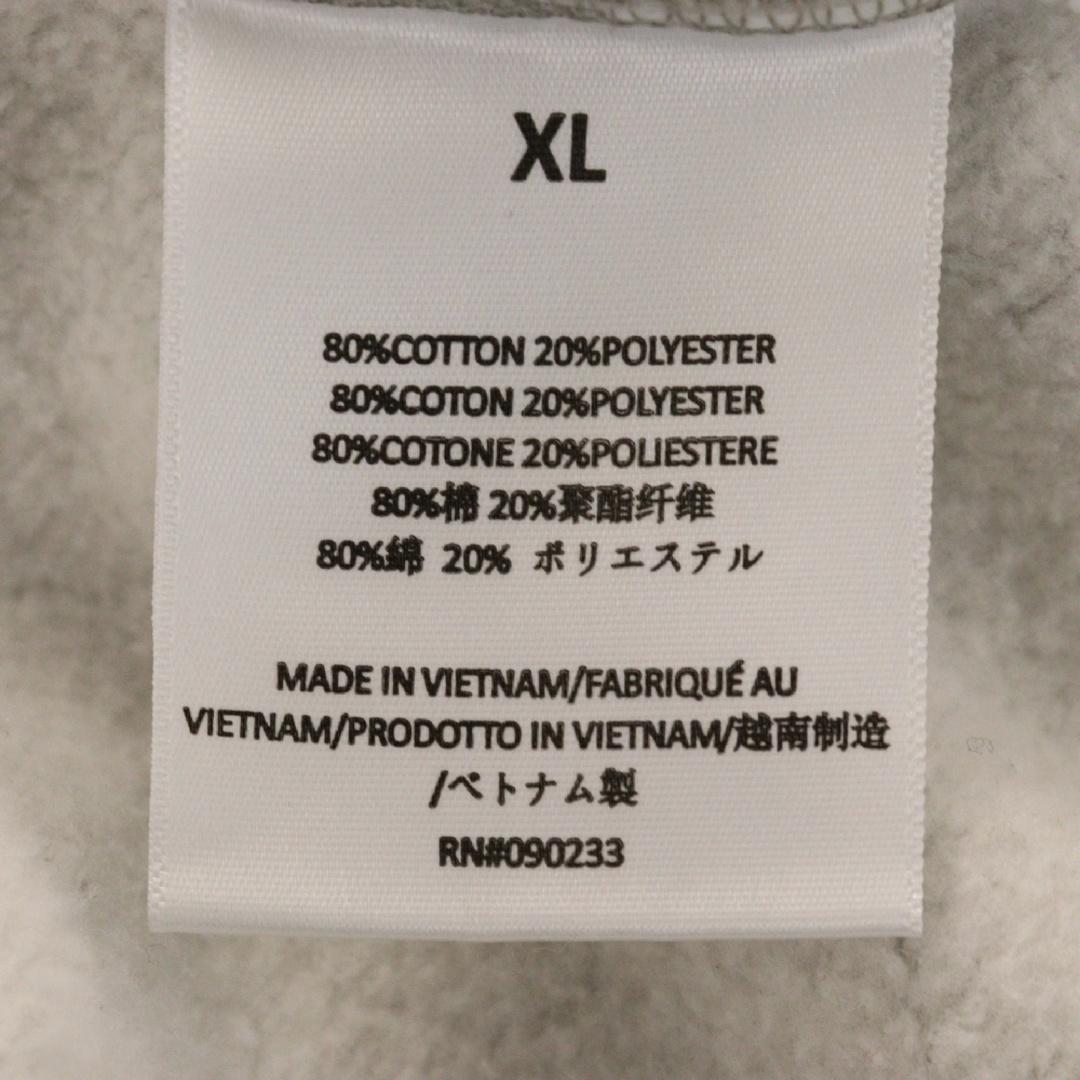 XL
80%COTTON 20%POLYESTER
80%COTON 20%POLYESTER
80%COTONE 20%POLIESTERE
80%棉 20%聚酯纤维
80%綿 20% ポリエステル
MADE IN VIETNAM/FABRIQUÉ AU
VIETNAM/PRODOTTO IN VIETNAM/越南制造
/ベトナム製
RN#090233